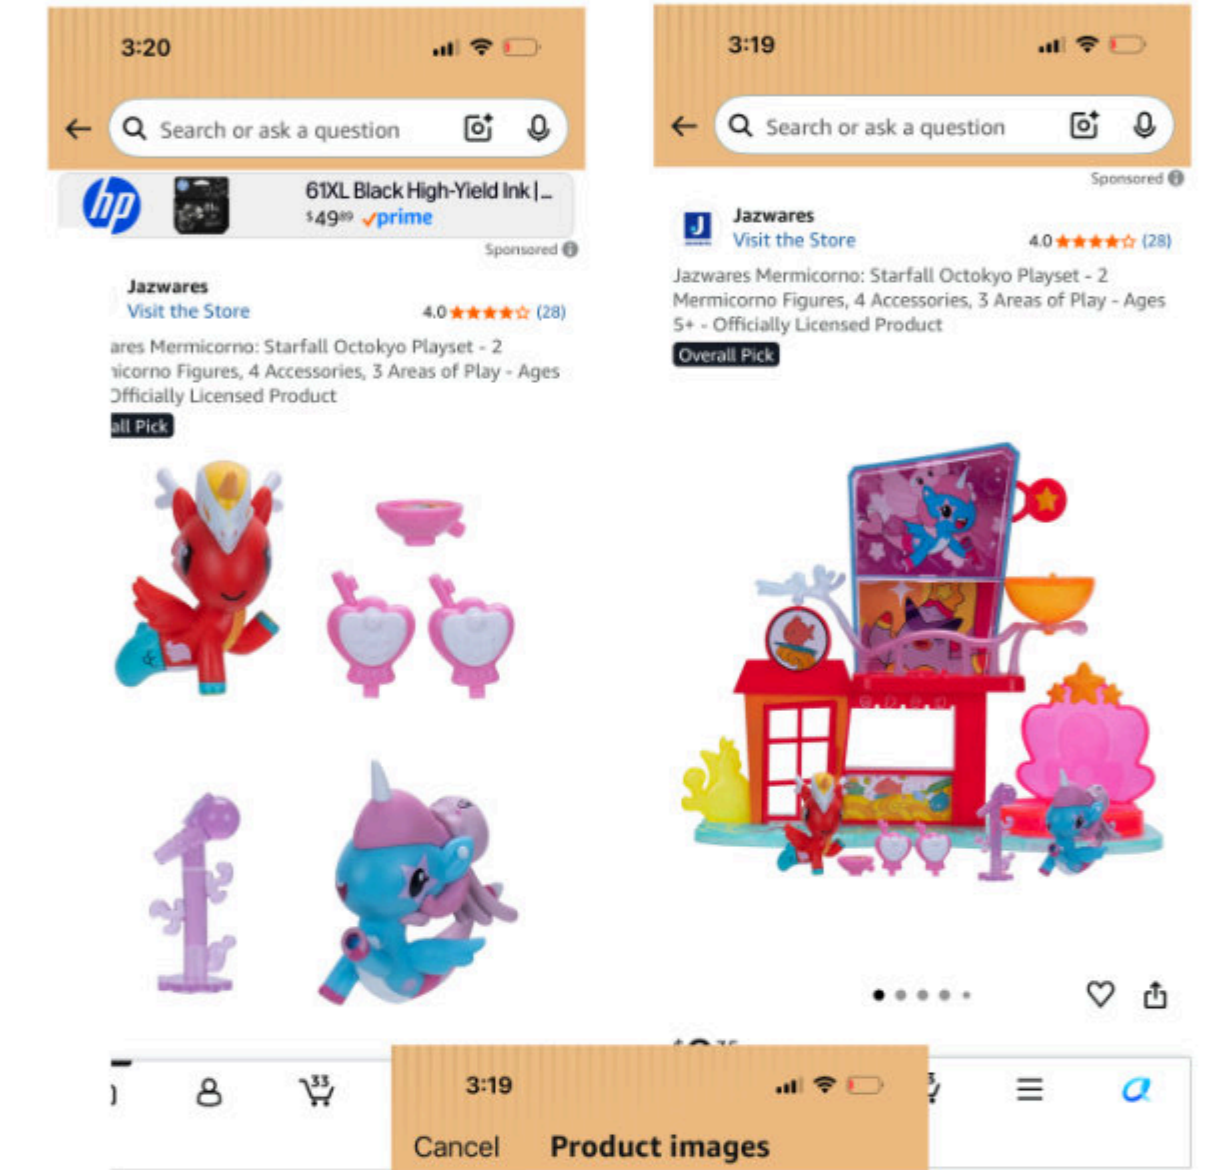 3:20
Search or ask a question
hp
61XL Black High-Yield Ink |...
$49⁸⁹ prime
Sponsored
Jazwares
Visit the Store
4.0 (28)
ares Mermicorno: Starfall Octokyo Playset - 2
icorno Figures, 4 Accessories, 3 Areas of Play - Ages
Officially Licensed Product
all Pick
33
3:19
Search or ask a question
Sponsored
J
Jazwares
Visit the Store
4.0 (28)
Jazwares Mermicorno: Starfall Octokyo Playset - 2
Mermicorno Figures, 4 Accessories, 3 Areas of Play - Ages
5+ - Officially Licensed Product
Overall Pick
3:19
Cancel Product images